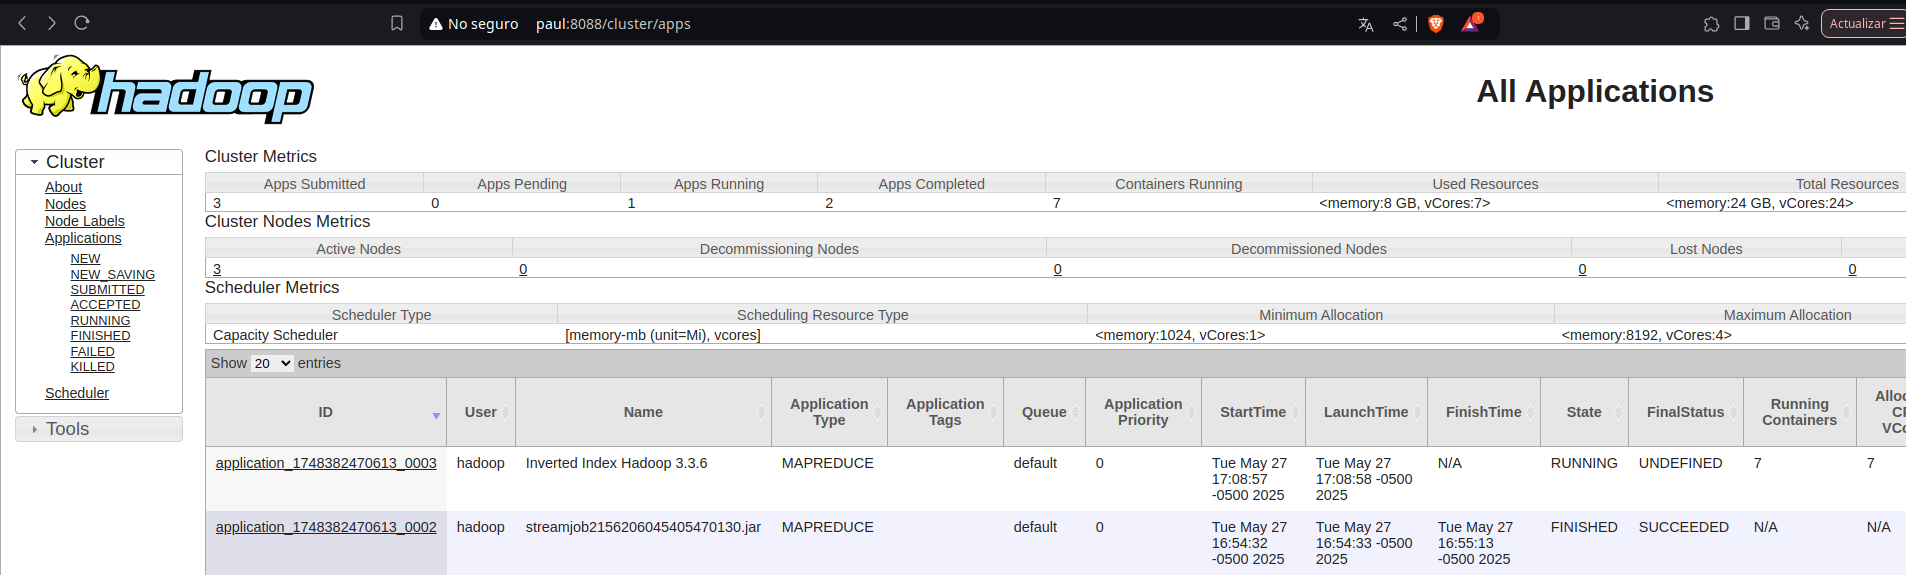 No seguro paul:8088/cluster/apps
Actualizar
hadoop
All Applications
Cluster
About
Nodes
Node Labels
Applications
NEW
NEW_SAVING
SUBMITTED
ACCEPTED
RUNNING
FINISHED
FAILED
KILLED
Scheduler
Tools
Cluster Metrics
Apps Submitted Apps Pending Apps Running Apps Completed Containers Running Used Resources Total Resources
3 0 1 2 7 <memory:8 GB, vCores:7> <memory:24 GB, vCores:24>
Cluster Nodes Metrics
Active Nodes Decommissioning Nodes Decommissioned Nodes Lost Nodes
3 0 0 0 0
Scheduler Metrics
Scheduler Type Scheduling Resource Type Minimum Allocation Maximum Allocation
Capacity Scheduler [memory-mb (unit=Mi), vcores] <memory:1024, vCores:1> <memory:8192, vCores:4>
Show 20 entries
ID User Name Application Type Application Tags Queue Application Priority StartTime LaunchTime FinishTime State FinalStatus Running Containers
application_1748382470613_0003 hadoop Inverted Index Hadoop 3.3.6 MAPREDUCE default 0 Tue May 27 17:08:57 -0500 2025 Tue May 27 17:08:58 -0500 2025 N/A RUNNING UNDEFINED 7 7
application_1748382470613_0002 hadoop streamjob2156206045405470130.jar MAPREDUCE default 0 Tue May 27 16:54:32 -0500 2025 Tue May 27 16:54:33 -0500 2025 Tue May 27 16:55:13 -0500 2025 FINISHED SUCCEEDED N/A N/A